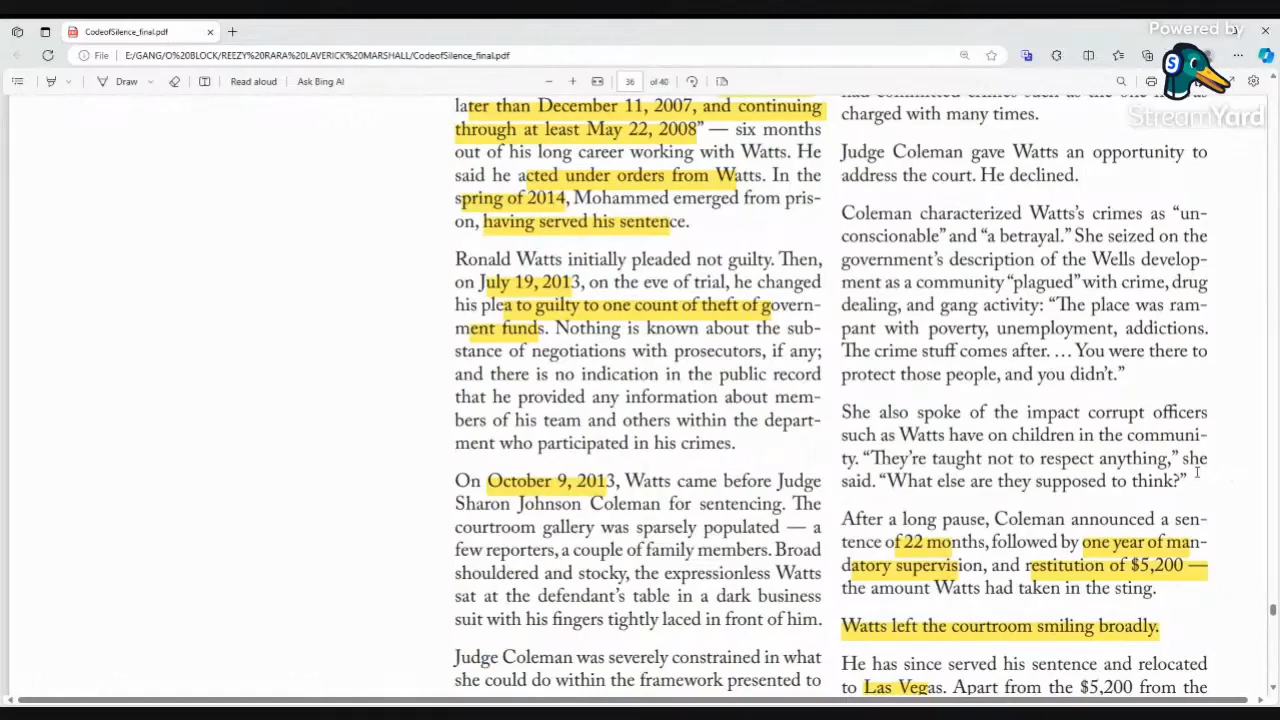 Powered by
StreamYard
CodeofSilence_final.pdf
File
E:/GANG/O%20BLOCK/REEZY%20RARA%20LAVERICK%20MARSHALL/CodeofSilence_final.pdf
Draw
Read aloud
Ask Bing AI
36
of 40
later than December 11, 2007, and continuing
through at least May 22, 2008” — six months
out of his long career working with Watts. He
said he acted under orders from Watts. In the
spring of 2014, Mohammed emerged from pris-
on, having served his sentence.
Ronald Watts initially pleaded not guilty. Then,
on July 19, 2013, on the eve of trial, he changed
his plea to guilty to one count of theft of govern-
ment funds. Nothing is known about the sub-
stance of negotiations with prosecutors, if any;
and there is no indication in the public record
that he provided any information about mem-
bers of his team and others within the depart-
ment who participated in his crimes.
On October 9, 2013, Watts came before Judge
Sharon Johnson Coleman for sentencing. The
courtroom gallery was sparsely populated — a
few reporters, a couple of family members. Broad
shouldered and stocky, the expressionless Watts
sat at the defendant’s table in a dark business
suit with his fingers tightly laced in front of him.
Judge Coleman was severely constrained in what
she could do within the framework presented to
charged with many times.
Judge Coleman gave Watts an opportunity to
address the court. He declined.
Coleman characterized Watts’s crimes as “un-
conscionable” and “a betrayal.” She seized on the
government’s description of the Wells develop-
ment as a community “plagued” with crime, drug
dealing, and gang activity: “The place was ram-
pant with poverty, unemployment, addictions.
The crime stuff comes after. … You were there to
protect those people, and you didn’t.”
She also spoke of the impact corrupt officers
such as Watts have on children in the communi-
ty. “They’re taught not to respect anything,” she
said. “What else are they supposed to think?”
After a long pause, Coleman announced a sen-
tence of 22 months, followed by one year of man-
datory supervision, and restitution of $5,200 —
the amount Watts had taken in the sting.
Watts left the courtroom smiling broadly.
He has since served his sentence and relocated
to Las Vegas. Apart from the $5,200 from the